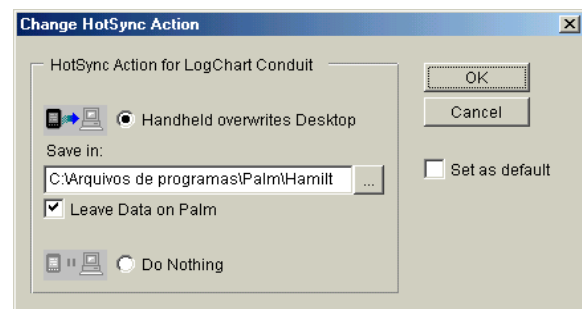 Change HotSync Action
HotSync Action for LogChart Conduit
Handheld overwrites Desktop
Save in:
C:\Arquivos de programas\Palm\Hamilt
...
Leave Data on Palm
Do Nothing
OK
Cancel
Set as default